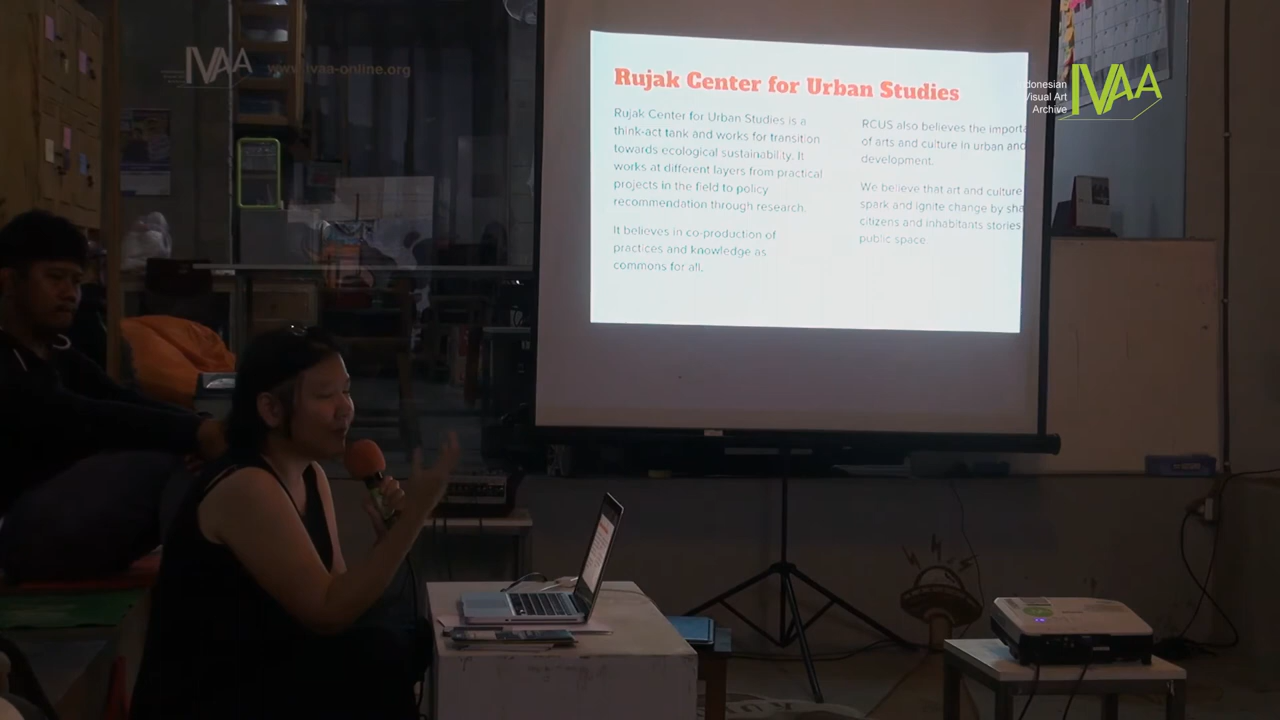 IVAA
www.ivaa-online.org
Indonesian
Visual Art
Archive
IVAA
Rujak Center for Urban Studies
Rujak Center for Urban Studies is a
think-act tank and works for transition
towards ecological sustainability. It
works at different layers from practical
projects in the field to policy
recommendation through research.
It believes in co-production of
practices and knowledge as
commons for all.
RCUS also believes the importa
of arts and culture in urban and
development.
We believe that art and culture
spark and ignite change by sha
citizens and inhabitants stories
public space.